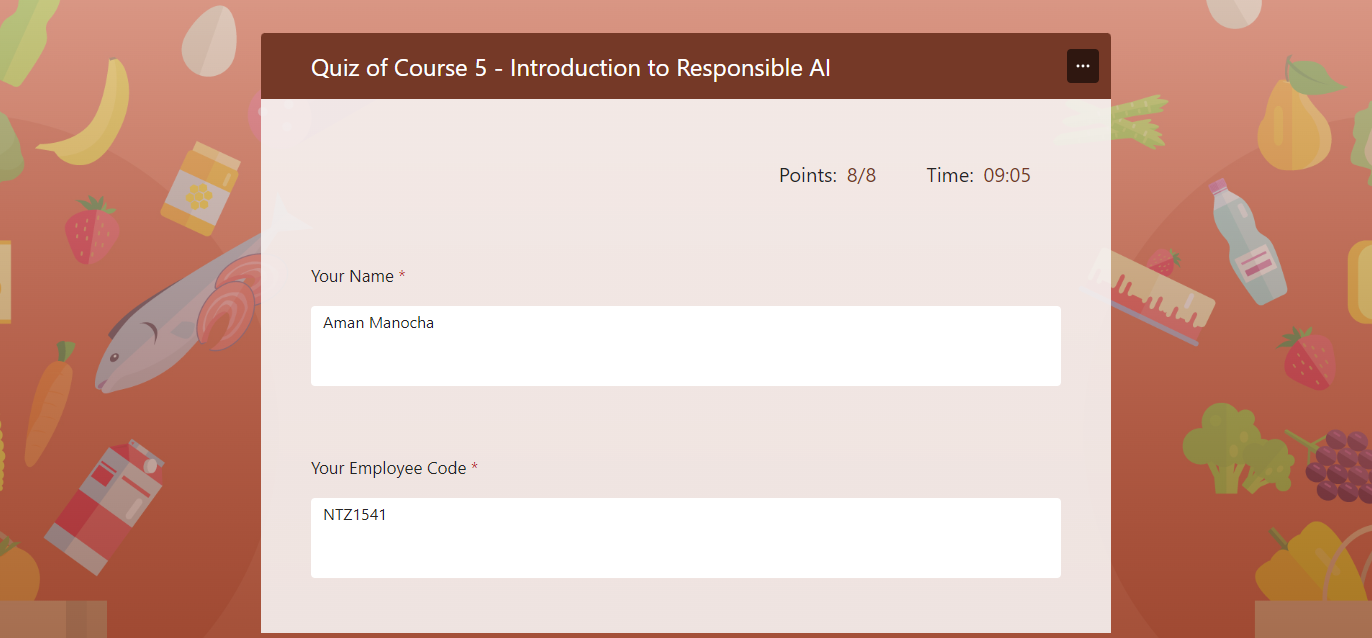 Quiz of Course 5 - Introduction to Responsible AI
Points: 8/8 Time: 09:05
Your Name *
Aman Manocha
Your Employee Code *
NTZ1541